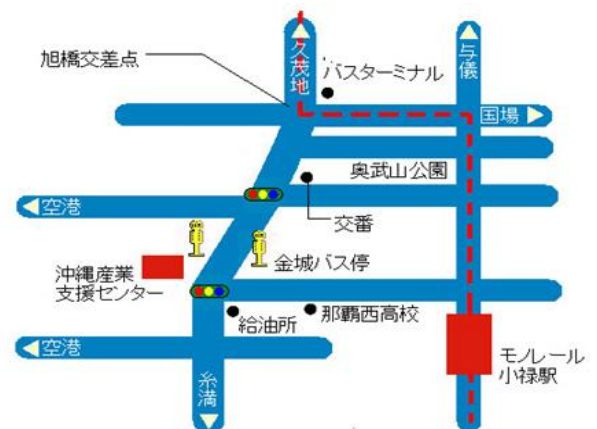 久茂地
与儀
旭橋交差点
バスターミナル
国場
奥武山公園
空港
交番
金城バス停
沖縄産業
支援センター
給油所
那覇西高校
空港
モノレール
小禄駅
糸満